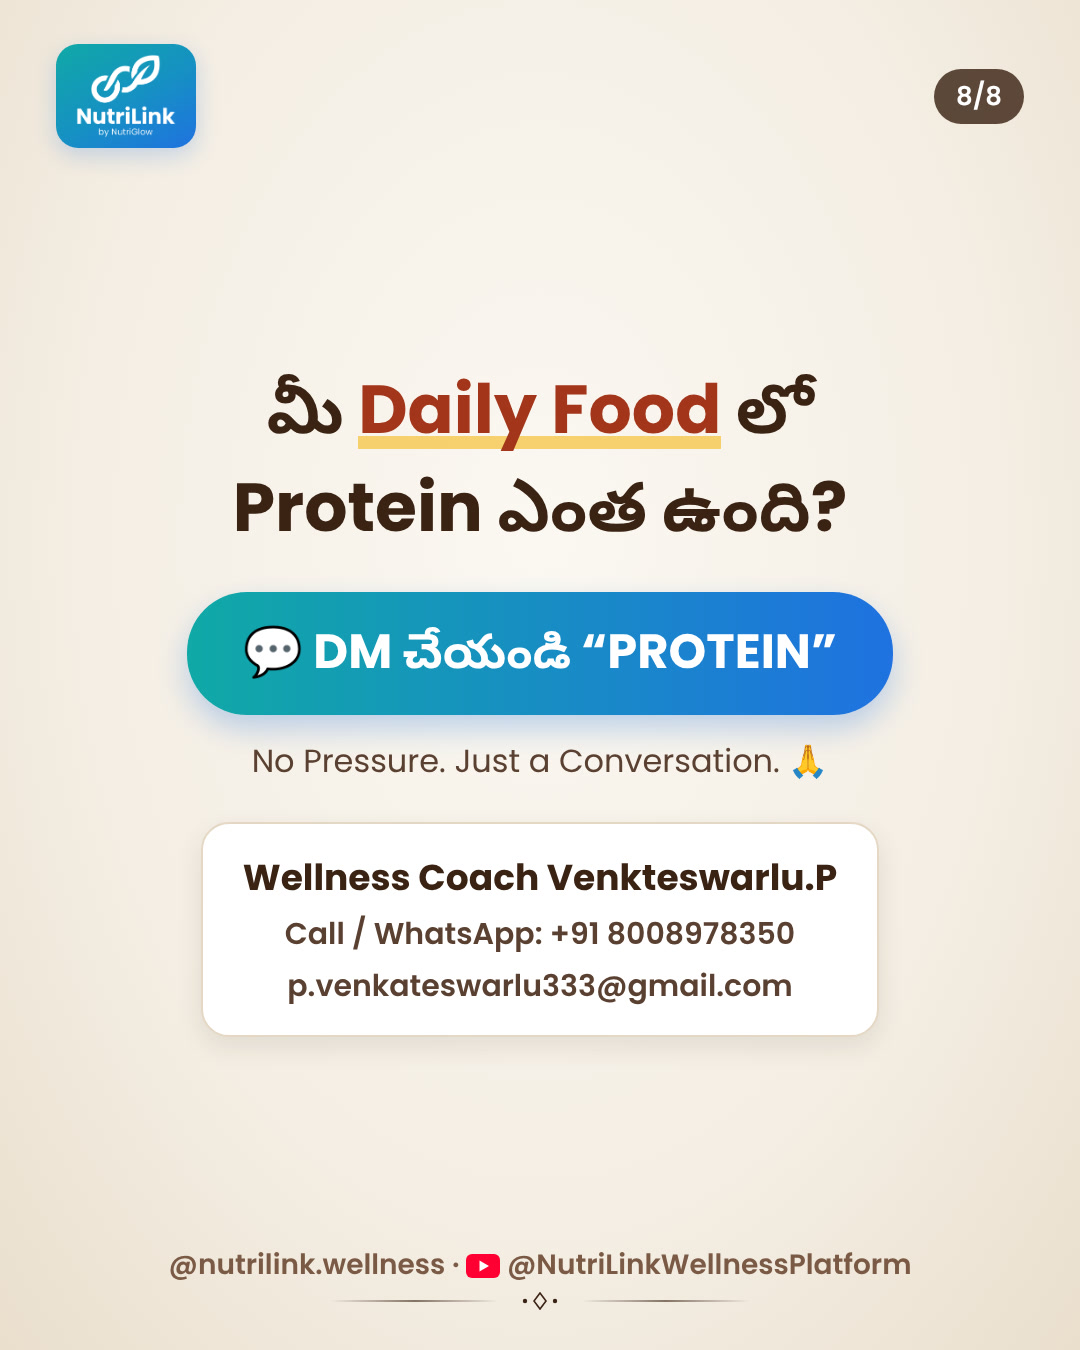 NutriLink
by NutriGlow
8/8
మీ Daily Food లో
Protein ఎంత ఉంది?
💬 DM చేయండి “PROTEIN”
No Pressure. Just a Conversation. 🙏
Wellness Coach Venkteswarlu.P
Call / WhatsApp: +91 8008978350
p.venkateswarlu333@gmail.com
@nutrilink.wellness · @NutriLinkWellnessPlatform